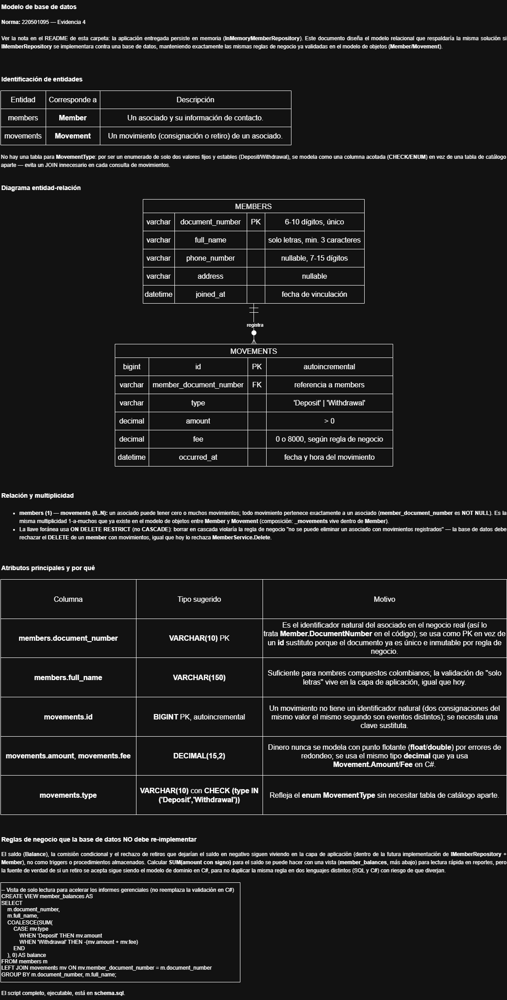 Modelo de base de datos
Norma: 220501095 — Evidencia 4
Ver la nota en el README de esta carpeta: la aplicación entregada persiste en memoria (InMemoryMemberRepository). Este documento diseña el modelo relacional que respaldaría la misma solución si
IMemberRepository se implementara contra una base de datos, manteniendo exactamente las mismas reglas de negocio ya validadas en el modelo de objetos (Member/Movement).
Identificación de entidades
Entidad Corresponde a Descripción
members Member Un asociado y su información de contacto.
movements Movement Un movimiento (consignación o retiro) de un asociado.
No hay una tabla para MovementType: por ser un enumerado de solo dos valores fijos y estables (Deposit/Withdrawal), se modela como una columna acotada (CHECK/ENUM) en vez de una tabla de catálogo
aparte — evita un JOIN innecesario en cada consulta de movimientos.
Diagrama entidad-relación
MEMBERS
varchar document_number PK 6-10 dígitos, único
varchar full_name solo letras, min. 3 caracteres
varchar phone_number nullable, 7-15 dígitos
varchar address nullable
datetime joined_at fecha de vinculación
registra
MOVEMENTS
bigint id PK autoincremental
varchar member_document_number FK referencia a members
varchar type 'Deposit' | 'Withdrawal'
decimal amount > 0
decimal fee 0 o 8000, según regla de negocio
datetime occurred_at fecha y hora del movimiento
Relación y multiplicidad
• members (1) — movements (0..N): un asociado puede tener cero o muchos movimientos; todo movimiento pertenece exactamente a un asociado (member_document_number es NOT NULL). Es la
misma multiplicidad 1-a-muchos que ya existe en el modelo de objetos entre Member y Movement (composición: _movements vive dentro de Member).
• La llave foránea usa ON DELETE RESTRICT (no CASCADE): borrar en cascada violaría la regla de negocio "no se puede eliminar un asociado con movimientos registrados" — la base de datos debe
rechazar el DELETE de un member con movimientos, igual que hoy lo rechaza MemberService.Delete.
Atributos principales y por qué
Columna Tipo sugerido Motivo
members.document_number VARCHAR(10) PK Es el identificador natural del asociado en el negocio real (así lo
trata Member.DocumentNumber en el código); se usa como PK en vez de
un id sustituto porque el documento ya es único e inmutable por regla de
negocio.
members.full_name VARCHAR(150) Suficiente para nombres compuestos colombianos; la validación de "solo
letras" vive en la capa de aplicación, igual que hoy.
movements.id BIGINT PK, autoincremental Un movimiento no tiene un identificador natural (dos consignaciones del
mismo valor el mismo segundo son eventos distintos); se necesita una
clave sustituta.
movements.amount, movements.fee DECIMAL(15,2) Dinero nunca se modela con punto flotante (float/double) por errores de
redondeo; se usa el mismo tipo decimal que ya usa
Movement.Amount/Fee en C#.
movements.type VARCHAR(10) con CHECK (type IN
('Deposit','Withdrawal')) Refleja el enum MovementType sin necesitar tabla de catálogo aparte.
Reglas de negocio que la base de datos NO debe re-implementar
El saldo (Balance), la comisión condicional y el rechazo de retiros que dejarían el saldo en negativo siguen viviendo en la capa de aplicación (dentro de la futura implementación de IMemberRepository +
Member), no como triggers o procedimientos almacenados. Calcular SUM(amount con signo) para el saldo se puede hacer con una vista (member_balances, más abajo) para lectura rápida en reportes, pero
la fuente de verdad de si un retiro se acepta sigue siendo el modelo de dominio en C#, para no duplicar la misma regla en dos lenguajes distintos (SQL y C#) con riesgo de que diverjan.
-- Vista de solo lectura para acelerar los informes gerenciales (no reemplaza la validación en C#)
CREATE VIEW member_balances AS
SELECT
m.document_number,
m.full_name,
COALESCE(SUM(
CASE mv.type
WHEN 'Deposit' THEN mv.amount
WHEN 'Withdrawal' THEN -(mv.amount + mv.fee)
END
), 0) AS balance
FROM members m
LEFT JOIN movements mv ON mv.member_document_number = m.document_number
GROUP BY m.document_number, m.full_name;
El script completo, ejecutable, está en schema.sql.